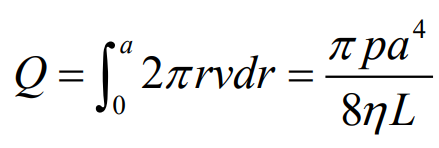 Q = ∫₀ᵃ 2πrvdr = πpa⁴ / 8ηL